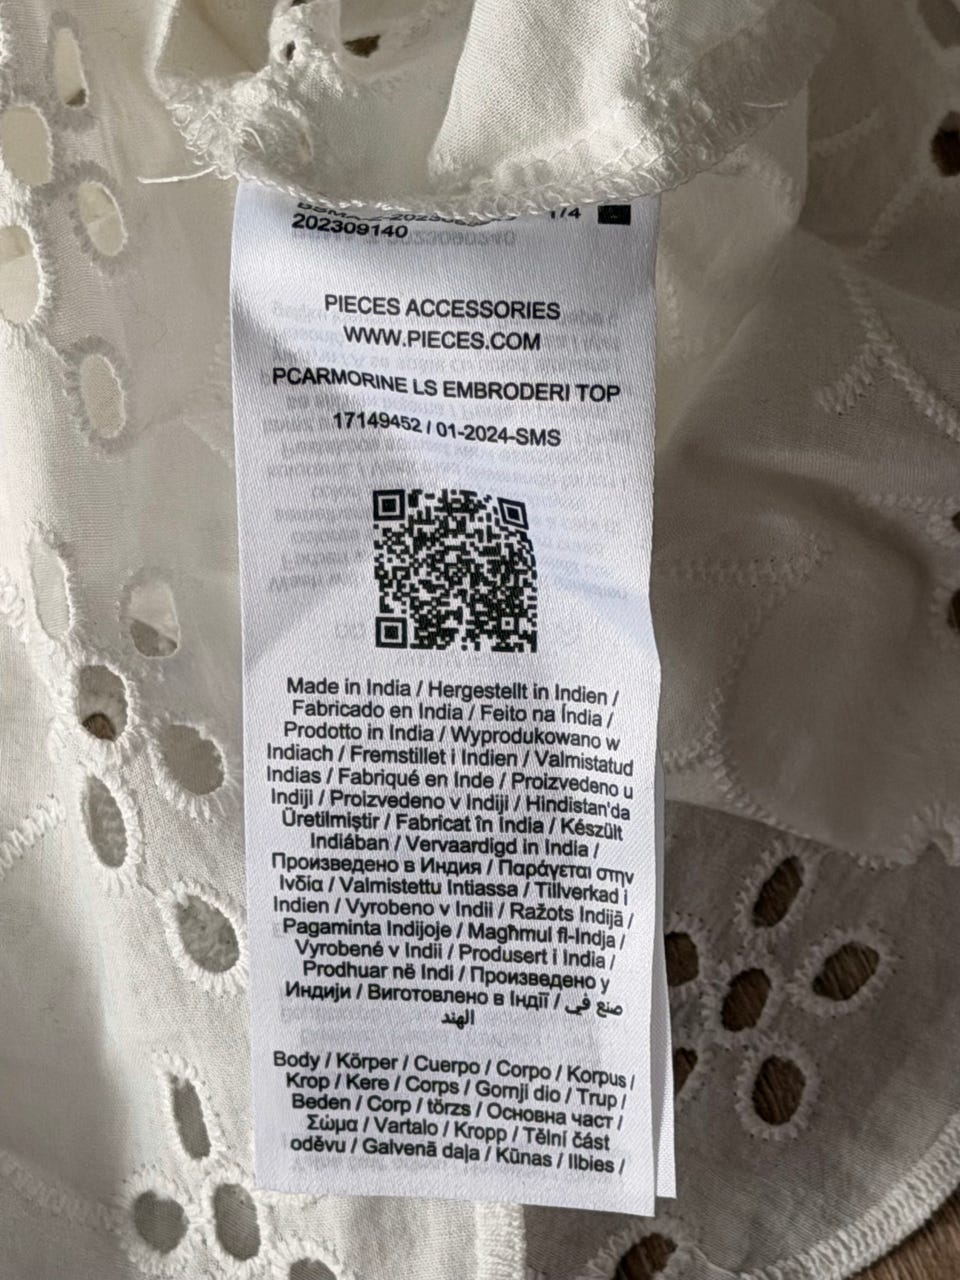 1/4
202309140
PIECES ACCESSORIES
WWW.PIECES.COM
PCARMORINE LS EMBRODERI TOP
17149452 / 01-2024-SMS
Made in India / Hergestellt in Indien /
Fabricado en India / Feito na Índia /
Prodotto in India / Wyprodukowano w
Indiach / Fremstillet i Indien / Valmistatud
Indias / Fabriqué en Inde / Proizvedeno u
Indiji / Proizvedeno v Indiji / Hindistan'da
Üretilmiştir / Fabricat în India / Készült
Indiában / Vervaardigd in India /
Произведено в Индия / Παράγεται στην
Ινδία / Valmistettu Intiassa / Tillverkad i
Indien / Vyrobeno v Indii / Ražots Indijā /
Pagaminta Indijoje / Magħmul fl-Indja /
Vyrobené v Indii / Produsert i India /
Prodhuar në Indi / Произведено у
Индији / Виготовлено в Індії / صنع في
الهند
Body / Körper / Cuerpo / Corpo / Korpus /
Krop / Kere / Corps / Gornji dio / Trup /
Beden / Corp / törzs / Основна част /
Σώμα / Vartalo / Kropp / Tělní část
oděvu / Galvenā daļa / Kūnas / Ilbies /